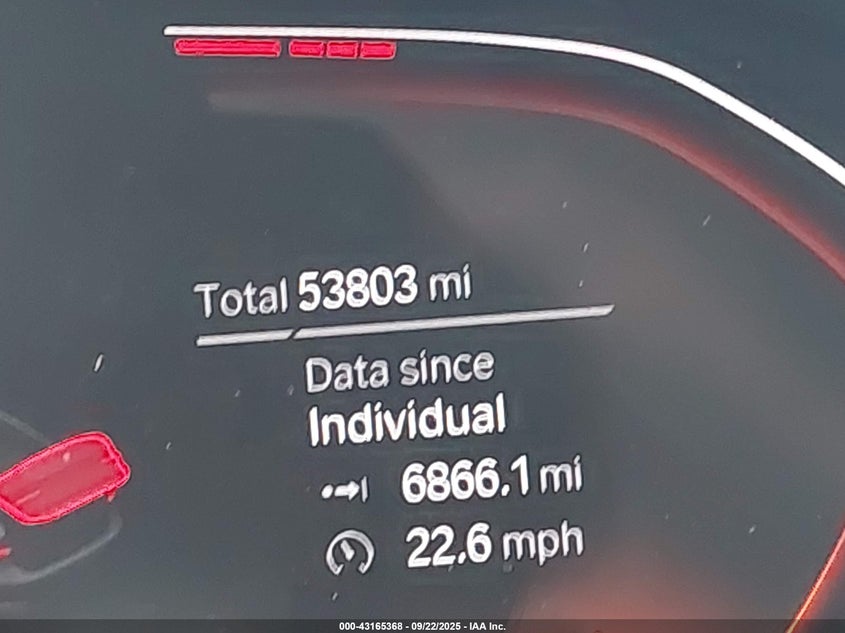 Total 53803 mi
Data since
Individual
6866.1 mi
22.6 mph
000-43165368 - 09/22/2025 - IAA Inc.